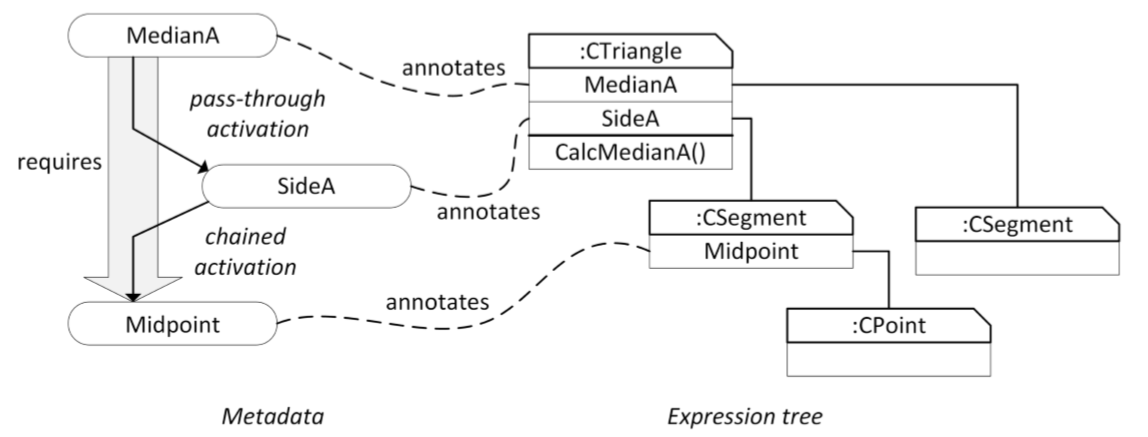 MedianA
:CTriangle
annotates
MedianA
pass-through
activation
SideA
CalcMedianA()
requires
SideA
annotates
:CSegment
:CSegment
chained
activation
Midpoint
annotates
Midpoint
:CPoint
Metadata
Expression tree